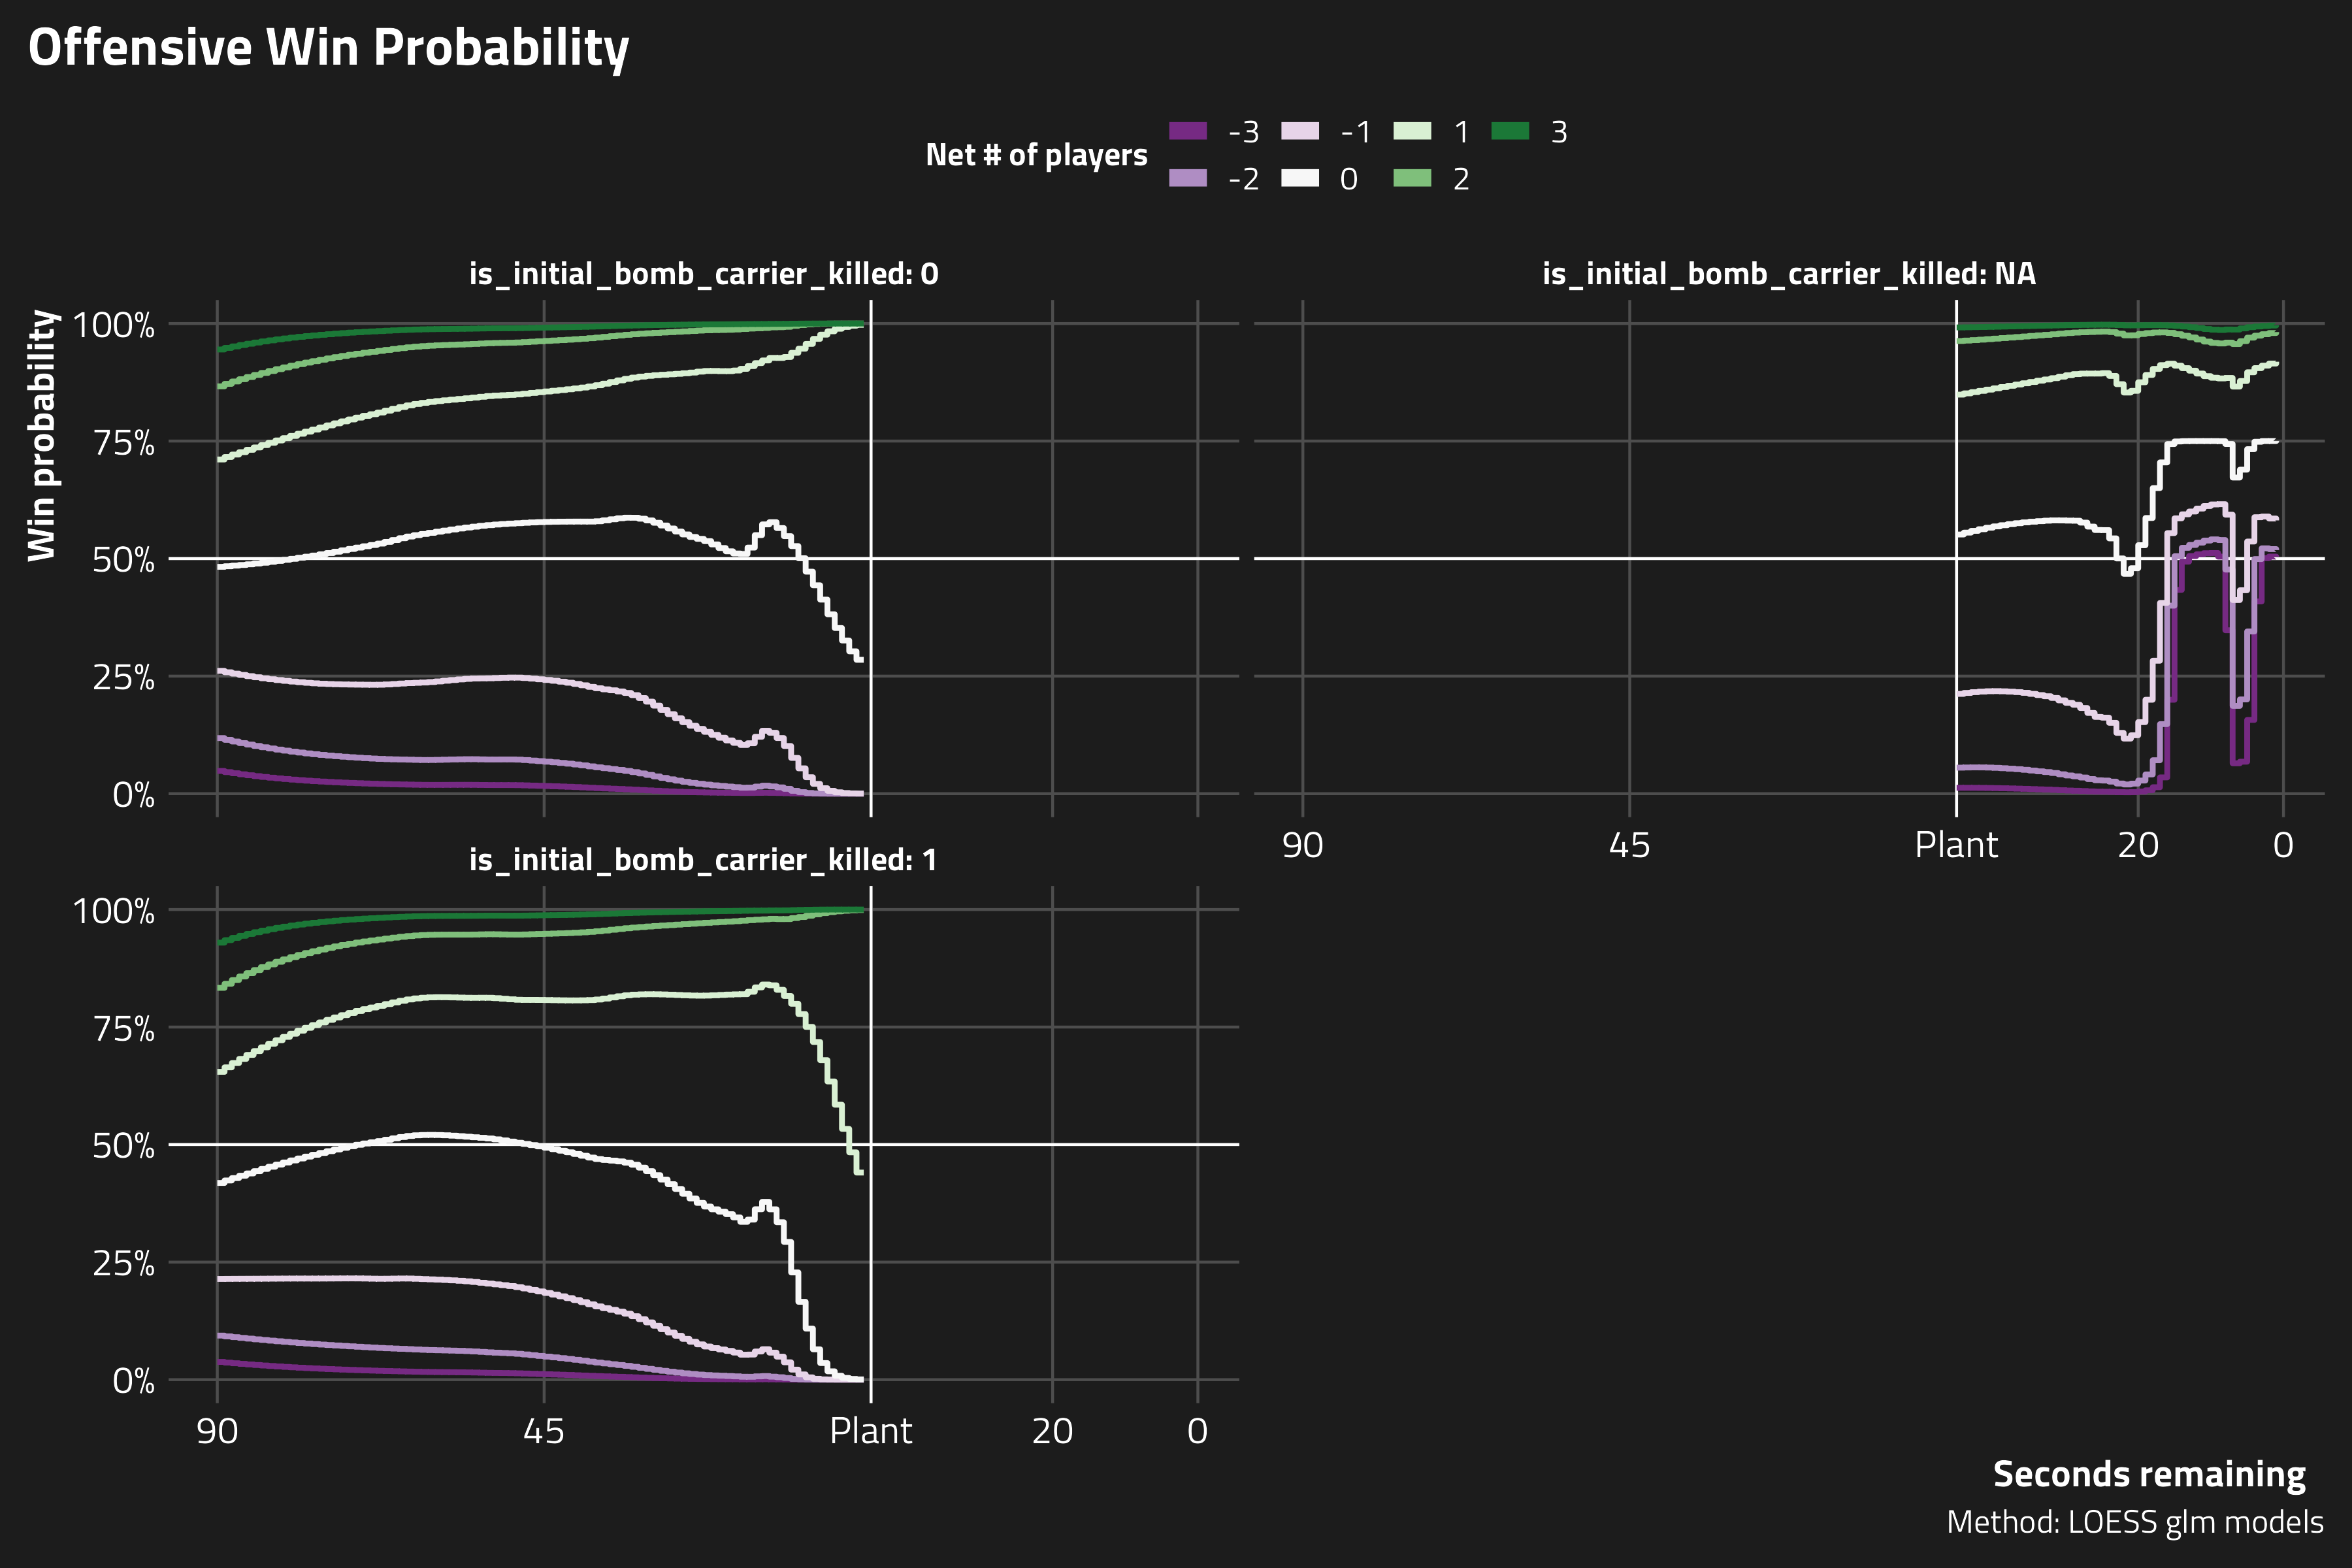 Offensive Win Probability
Net # of players
-3 -1 1 3
-2 0 2
is_initial_bomb_carrier_killed: 0
is_initial_bomb_carrier_killed: NA
Win probability
100%
75%
50%
25%
0%
90 45 Plant 20 0
is_initial_bomb_carrier_killed: 1
100%
75%
50%
25%
0%
90 45 Plant 20 0
Seconds remaining
Method: LOESS glm models